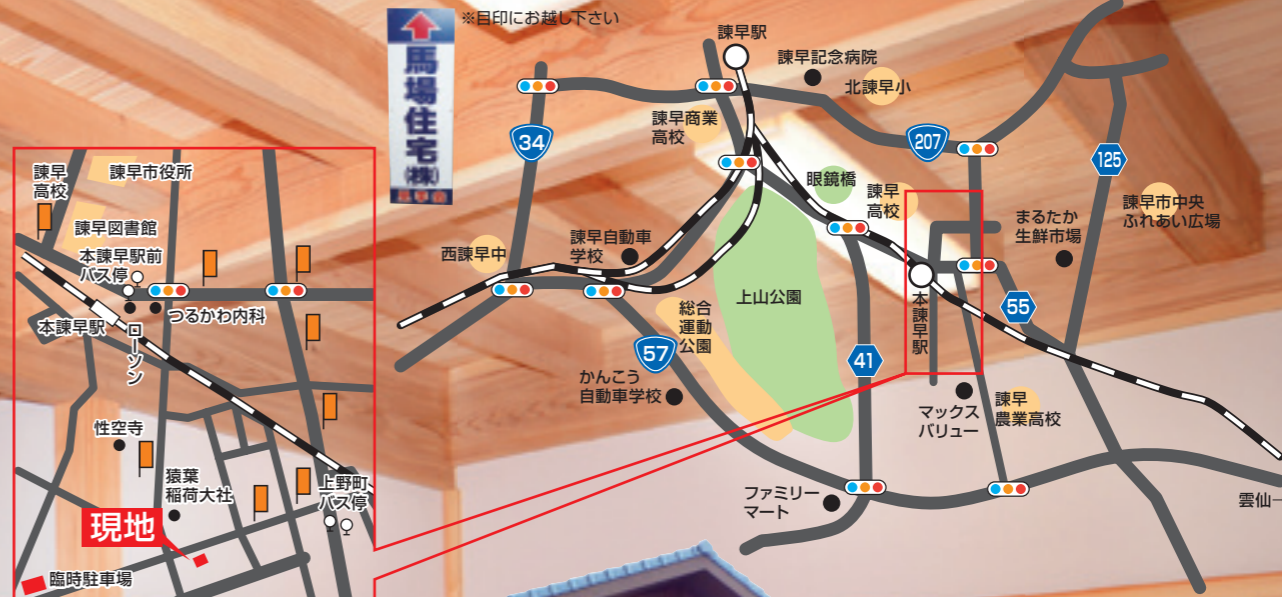 ※目印にお越し下さい
馬場住宅㈱
諫早駅
諫早記念病院
北諫早小
諫早商業
高校
34
207
125
眼鏡橋
諫早
高校
諫早市中央
ふれあい広場
まるたか
生鮮市場
西諫早中
諫早自動車
学校
上山公園
総合
運動
公園
本諫早駅
55
57
41
かんこう
自動車学校
マックス
バリュー
諫早
農業高校
ファミリー
マート
雲仙
諫早
高校
諫早市役所
諫早図書館
本諫早駅前
バス停
本諫早駅
ローソン
つるかわ内科
性空寺
猿葉
稲荷大社
上野町
バス停
現地
臨時駐車場